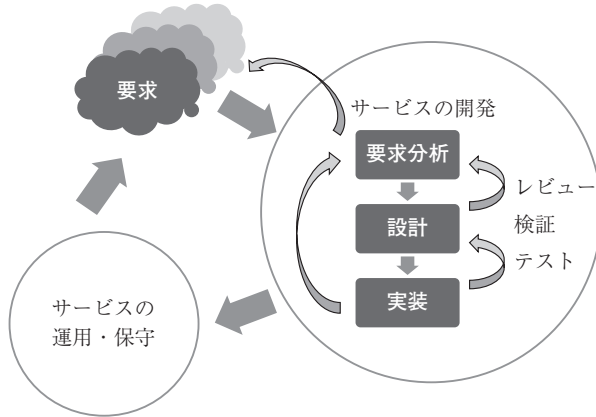 要求
サービスの開発
要求分析
設計
実装
レビュー
検証
テスト
サービスの
運用・保守